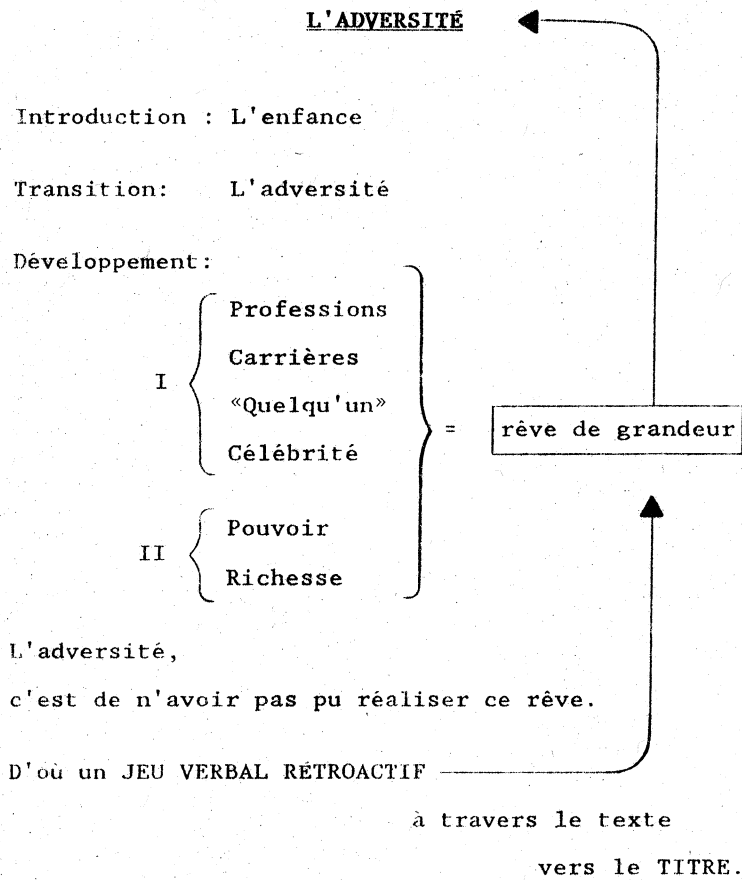 L'ADVERSITÉ
Introduction : L'enfance
Transition: L'adversité
Développement:
I
Professions
Carrières
«Quelqu'un»
Célébrité
= rêve de grandeur
II
Pouvoir
Richesse
L'adversité,
c'est de n'avoir pas pu réaliser ce rêve.
D'où un JEU VERBAL RÉTROACTIF
à travers le texte
vers le TITRE.